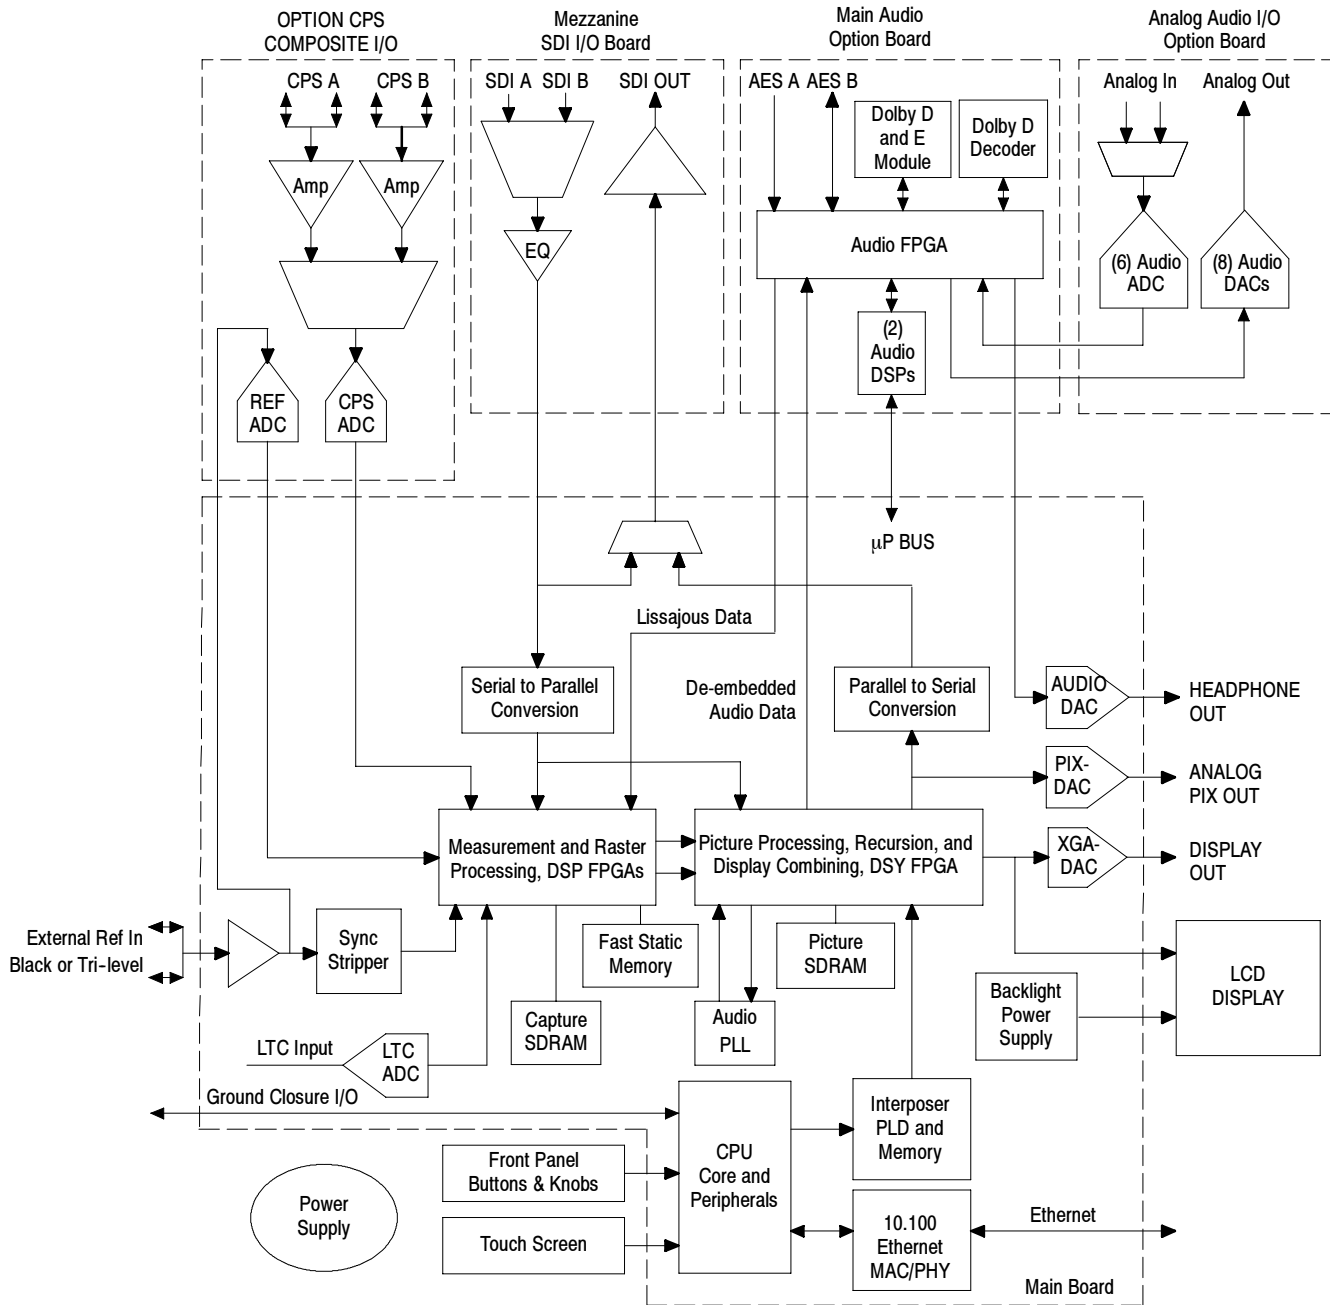 OPTION CPS
COMPOSITE I/O
Mezzanine
SDI I/O Board
Main Audio
Option Board
Analog Audio I/O
Option Board
CPS A
CPS B
SDI A
SDI B
SDI OUT
AES A
AES B
Analog In
Analog Out
Dolby D
and E
Module
Dolby D
Decoder
Amp
Amp
EQ
Audio FPGA
(6) Audio
ADC
(8) Audio
DACs
(2)
Audio
DSPs
REF
ADC
CPS
ADC
µP BUS
Lissajous Data
Serial to Parallel
Conversion
De-embedded
Audio Data
Parallel to Serial
Conversion
AUDIO
DAC
HEADPHONE
OUT
PIX-
DAC
ANALOG
PIX OUT
Measurement and Raster
Processing, DSP FPGAs
Picture Processing, Recursion, and
Display Combining, DSY FPGA
XGA-
DAC
DISPLAY
OUT
External Ref In
Black or Tri-level
Sync
Stripper
Fast Static
Memory
Picture
SDRAM
LCD
DISPLAY
Capture
SDRAM
Audio
PLL
Backlight
Power
Supply
LTC Input
LTC
ADC
Ground Closure I/O
CPU
Core and
Peripherals
Interposer
PLD and
Memory
Front Panel
Buttons & Knobs
Power
Supply
Touch Screen
10.100
Ethernet
MAC/PHY
Ethernet
Main Board